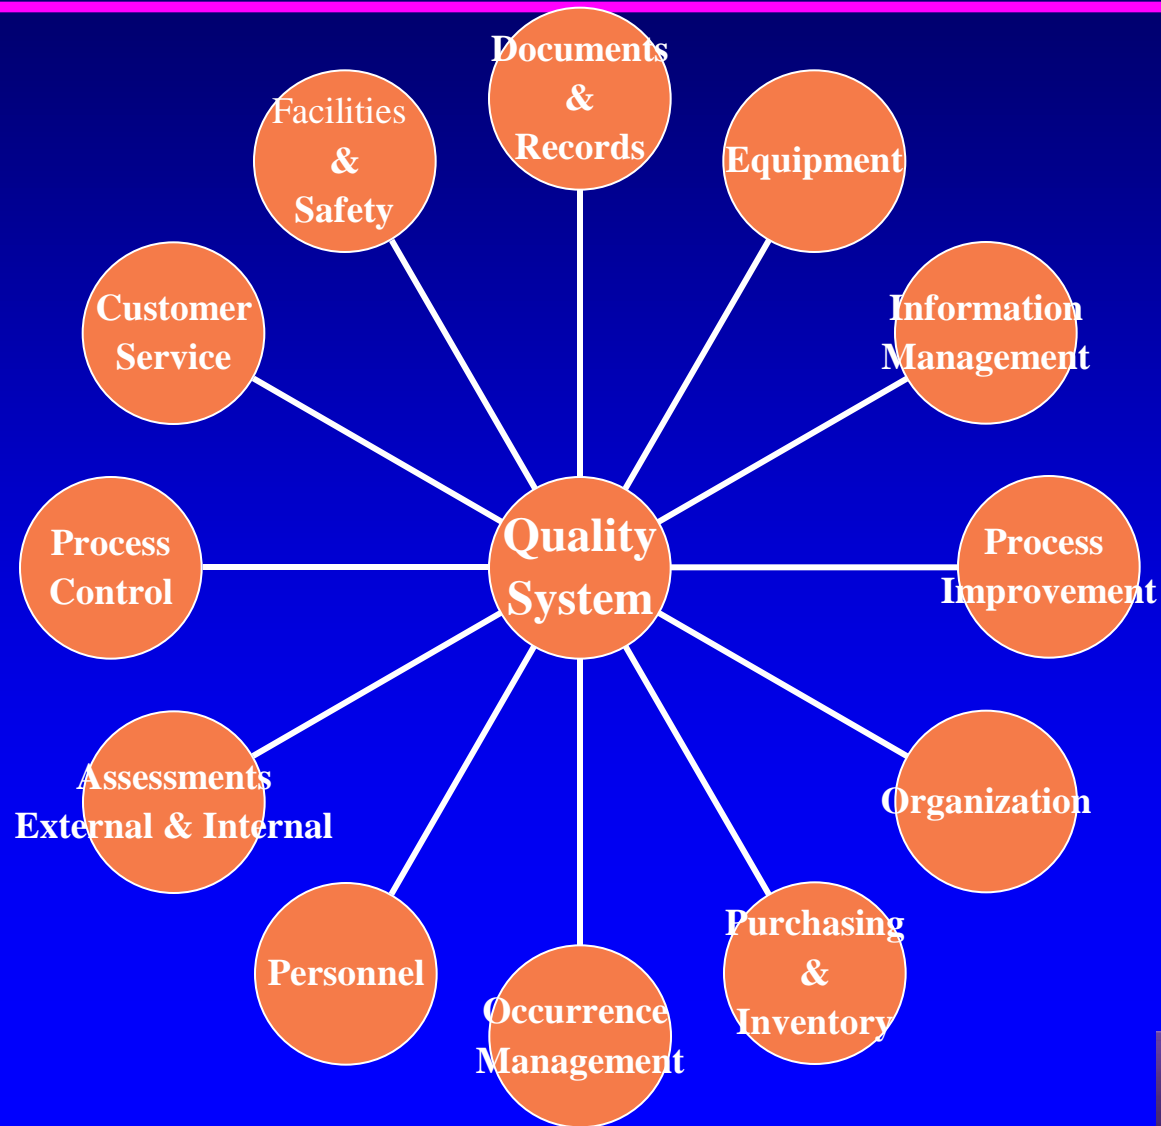 Documents
&
Records
Facilities
&
Safety
Equipment
Customer
Service
Information
Management
Process
Control
Quality
System
Process
Improvement
Assessments
External & Internal
Organization
Personnel
Purchasing
&
Inventory
Occurrence
Management